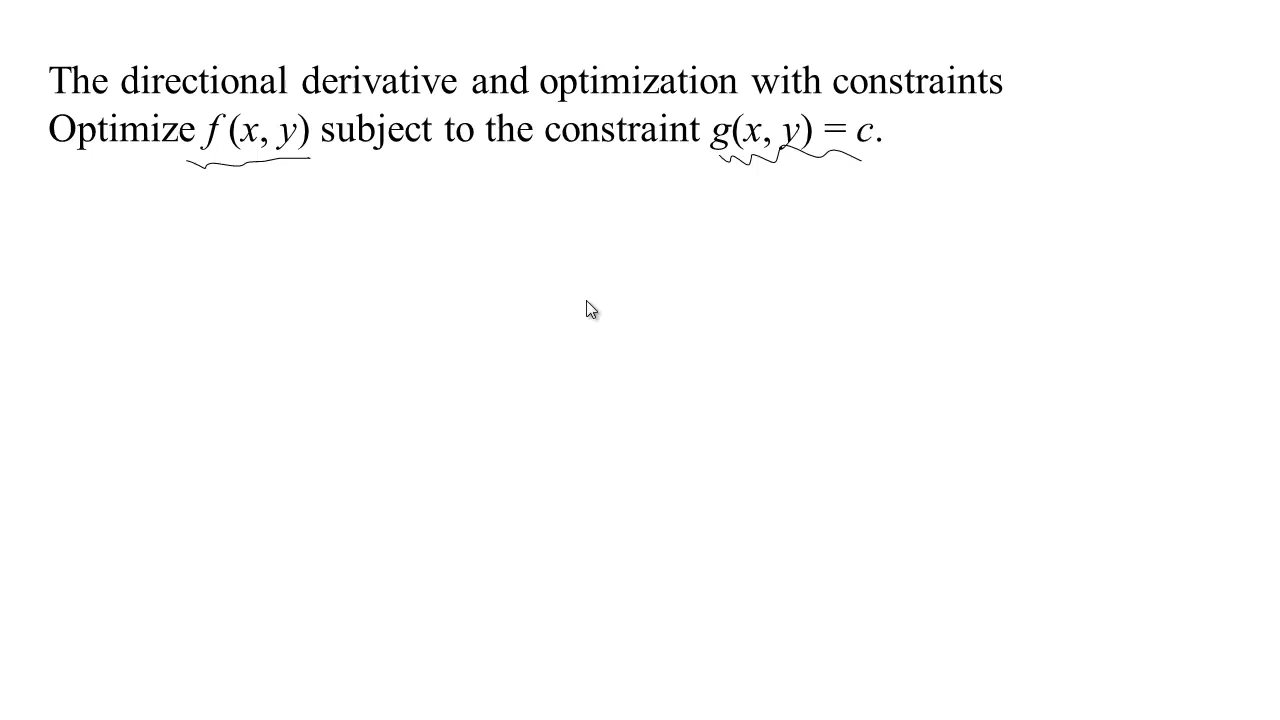 The directional derivative and optimization with constraints
Optimize f (x, y) subject to the constraint g(x, y) = c.